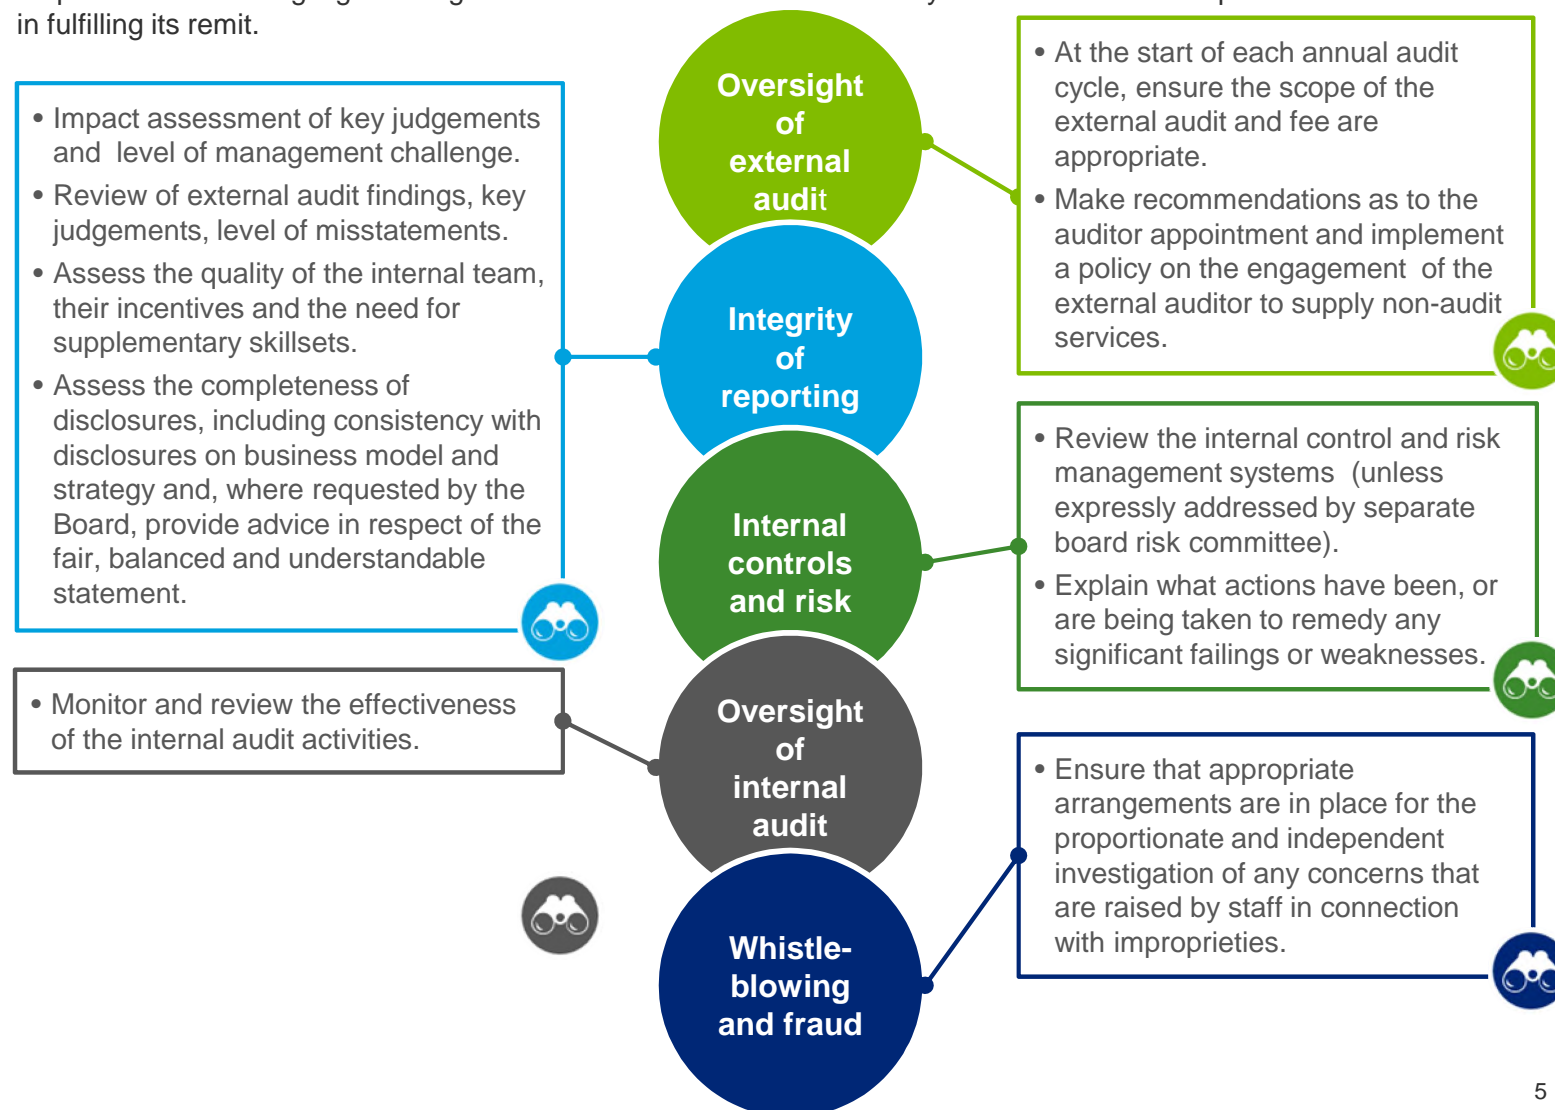 in fulfilling its remit.
• Impact assessment of key judgements
and level of management challenge.
• Review of external audit findings, key
judgements, level of misstatements.
• Assess the quality of the internal team,
their incentives and the need for
supplementary skillsets.
• Assess the completeness of
disclosures, including consistency with
disclosures on business model and
strategy and, where requested by the
Board, provide advice in respect of the
fair, balanced and understandable
statement.
• Monitor and review the effectiveness
of the internal audit activities.
Oversight
of
external
audit
Integrity
of
reporting
Internal
controls
and risk
Oversight
of
internal
audit
Whistle-
blowing
and fraud
• At the start of each annual audit
cycle, ensure the scope of the
external audit and fee are
appropriate.
• Make recommendations as to the
auditor appointment and implement
a policy on the engagement of the
external auditor to supply non-audit
services.
• Review the internal control and risk
management systems (unless
expressly addressed by separate
board risk committee).
• Explain what actions have been, or
are being taken to remedy any
significant failings or weaknesses.
• Ensure that appropriate
arrangements are in place for the
proportionate and independent
investigation of any concerns that
are raised by staff in connection
with improprieties.
5